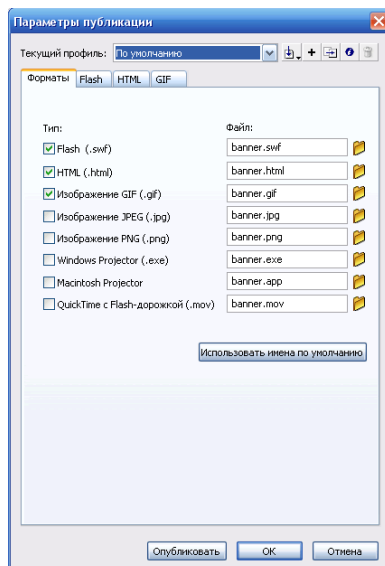 Параметры публикации
Текущий профиль: По умолчанию
Форматы Flash HTML GIF
Тип: Файл:
Flash (.swf) banner.swf
HTML (.html) banner.html
Изображение GIF (.gif) banner.gif
Изображение JPEG (.jpg) banner.jpg
Изображение PNG (.png) banner.png
Windows Projector (.exe) banner.exe
Macintosh Projector banner.app
QuickTime с Flash-дорожкой (.mov) banner.mov
Использовать имена по умолчанию
Опубликовать OK Отмена